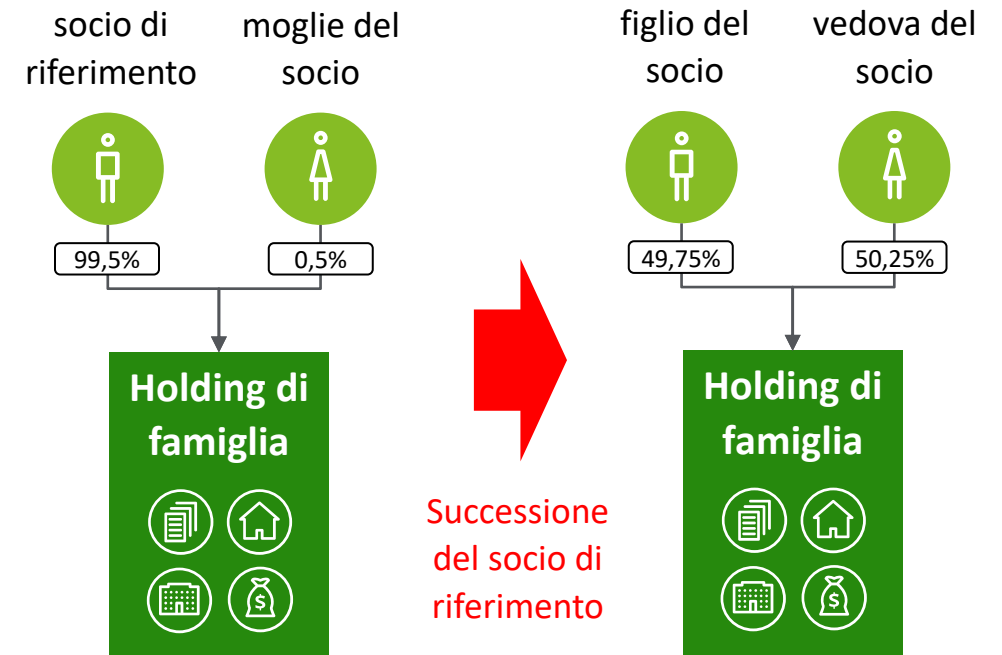 socio di
riferimento
moglie del
socio
99,5%
0,5%
Holding di
famiglia
$
Successione
del socio di
riferimento
figlio del
socio
vedova del
socio
49,75%
50,25%
Holding di
famiglia
$